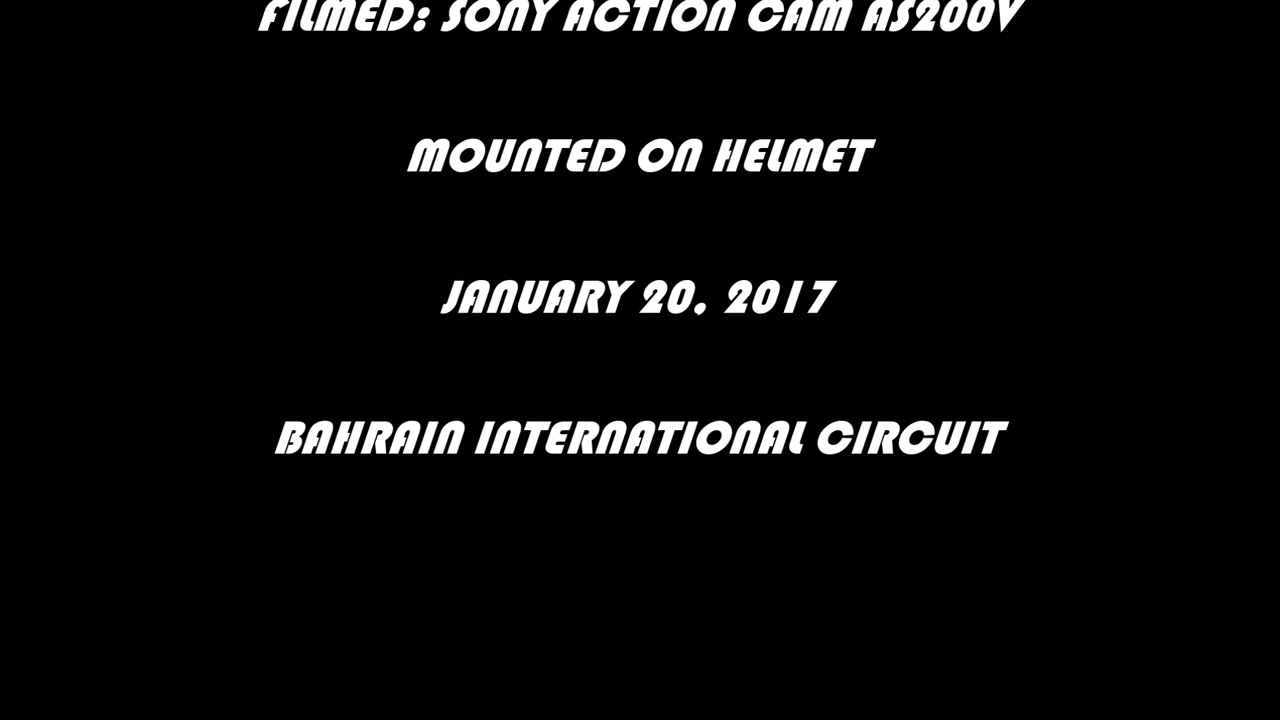 FILMED: SONY ACTION CAM AS200V
MOUNTED ON HELMET
JANUARY 20, 2017
BAHRAIN INTERNATIONAL CIRCUIT